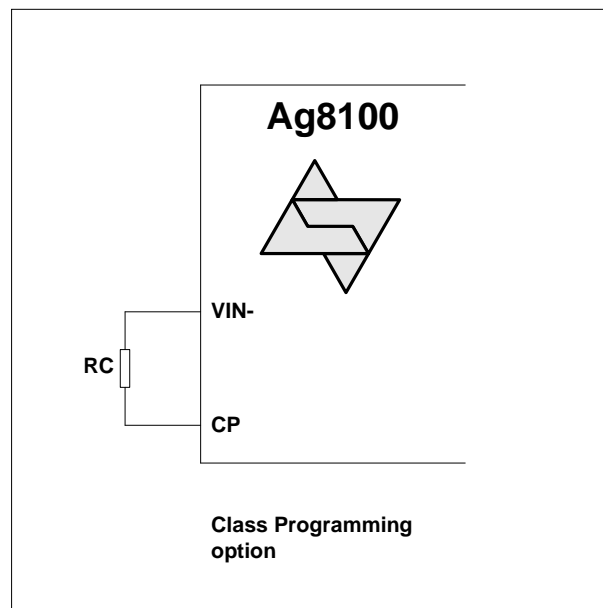 Ag8100
VIN-
RC
CP
Class Programming
option